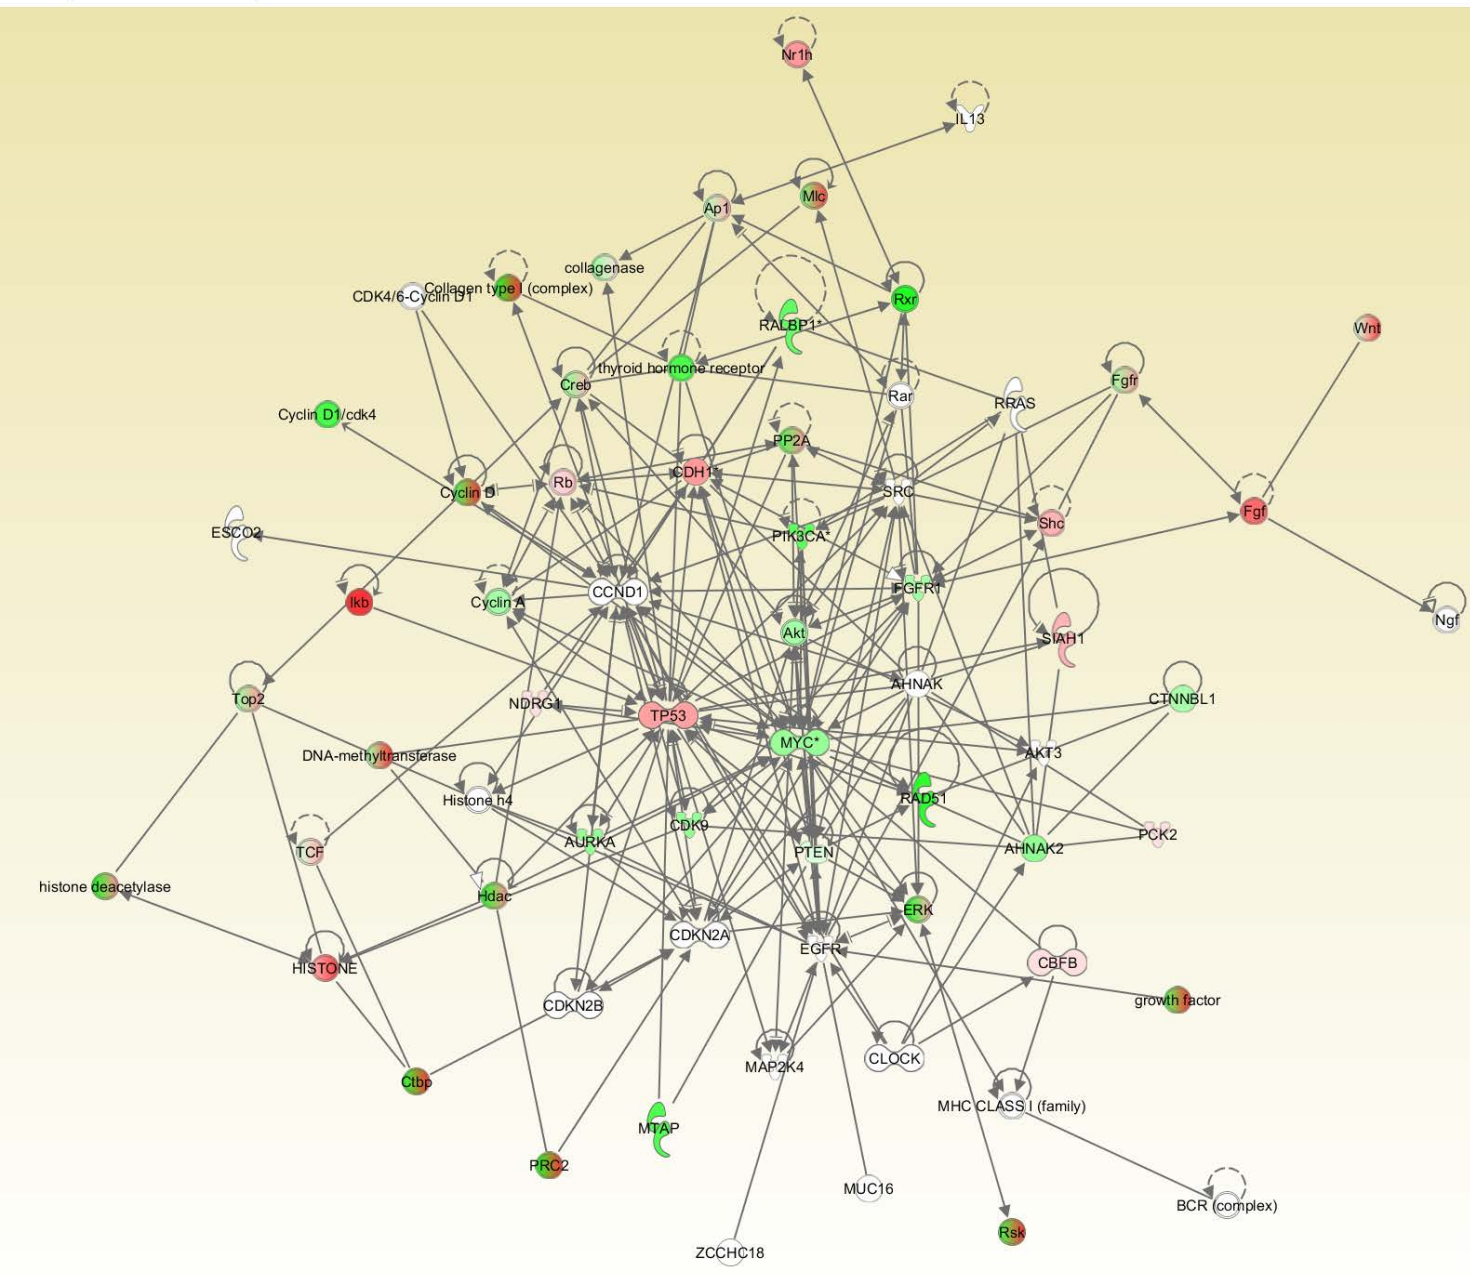 Nr1h
IL13
Mlc
Ap1
collagenase
Collagen type I (complex)
CDK4/6-Cyclin D1
Rxr
RALBP1*
Wnt
thyroid hormone receptor
Fgfr
Creb
Rar
RRAS
Cyclin D1/cdk4
PP2A
CDH1*
Rb
Cyclin D
SRC
Fgf
Shc
ESCO2
PIK3CA*
FGFR1
CCND1
Ikb
Cyclin A
Ngf
Akt
SIAH1
AHNAK
Top2
CTNNBL1
NDRG1
TP53
MYC*
AKT3
DNA-methyltransferase
RAD51
Histone h4
CDK9
PCK2
AURKA
AHNAK2
PTEN
TCF
histone deacetylase
Hdac
ERK
CDKN2A
EGFR
CBFB
HISTONE
growth factor
CDKN2B
CLOCK
MAP2K4
Ctbp
MHC CLASS I (family)
MTAP
PRC2
MUC16
BCR (complex)
Rsk
ZCCHC18